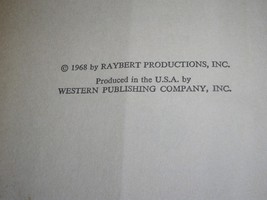 © 1968 by RAYBERT PRODUCTIONS, INC.
Produced in the U.S.A. by
WESTERN PUBLISHING COMPANY, INC.